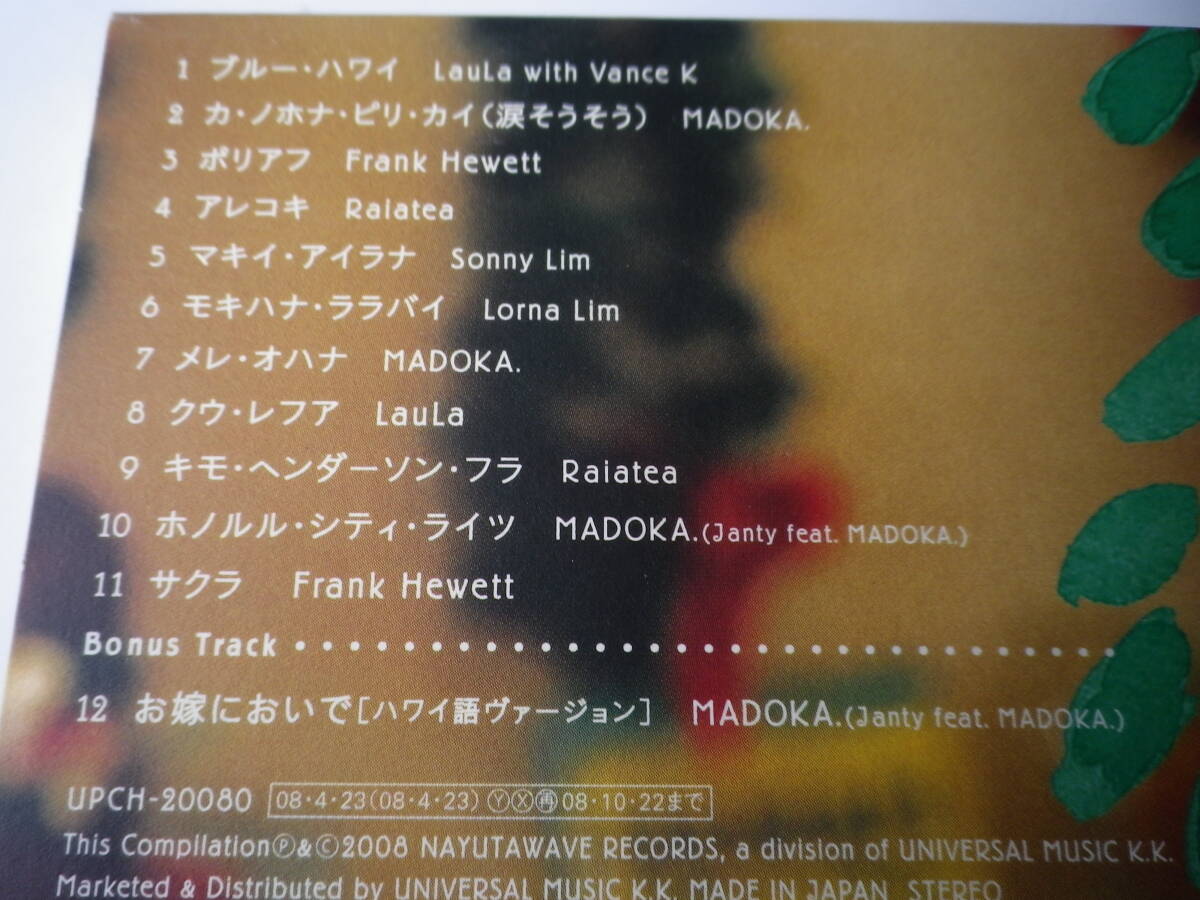 1 ブルー・ハワイ LauLa with Vance K
2 カ・ノホナ・ピリ・カイ(涙そうそう) MADOKA.
3 ポリアフ Frank Hewett
4 アレコキ Raiatea
5 マキイ・アイラナ Sonny Lim
6 モキハナ・ララバイ Lorna Lim
7 メレ・オハナ MADOKA.
8 クウ・レフア LauLa
9 キモ・ヘンダーソン・フラ Raiatea
10 ホノルル・シティ・ライツ MADOKA.(Janty feat. MADOKA.)
11 サクラ Frank Hewett
Bonus Track ・・・・・・・・・・・・・・・・・・・・・・・・・・・・・・・・・
12 お嫁においで[ハワイ語ヴァージョン] MADOKA.(Janty feat. MADOKA.)
UPCH-20080 08・4・23(08・4・23) ⓎⓍ㊢08・10・22まで
This CompilationⓅ&©2008 NAYUTAWAVE RECORDS, a division of UNIVERSAL MUSIC K.K.
Marketed & Distributed by UNIVERSAL MUSIC K.K. MADE IN JAPAN STEREO